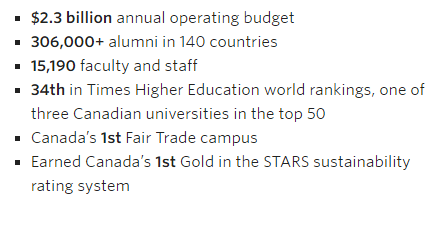 ▪ $2.3 billion annual operating budget
▪ 306,000+ alumni in 140 countries
▪ 15,190 faculty and staff
▪ 34th in Times Higher Education world rankings, one of
three Canadian universities in the top 50
▪ Canada’s 1st Fair Trade campus
▪ Earned Canada’s 1st Gold in the STARS sustainability
rating system